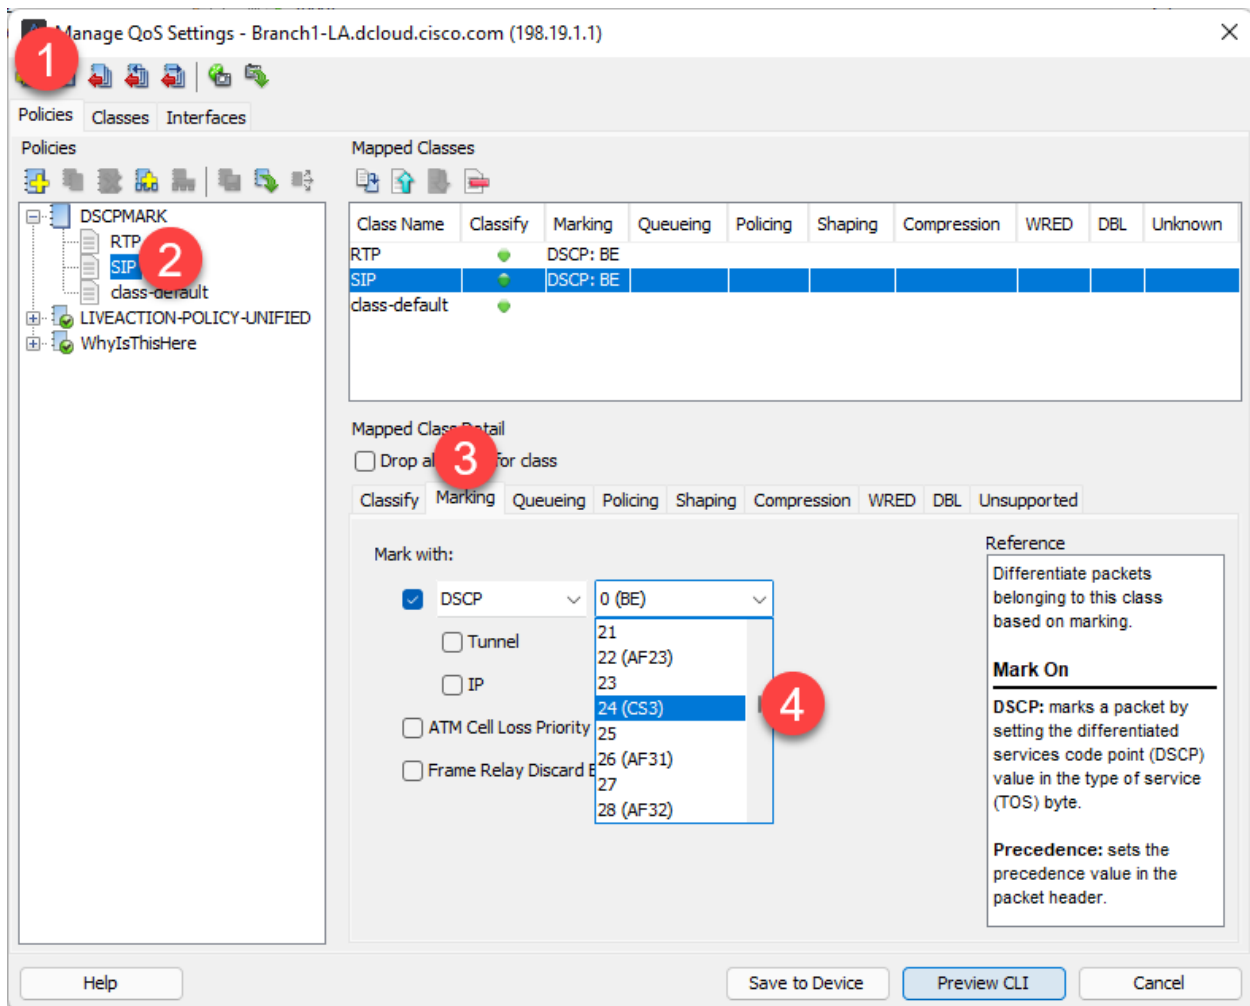 Manage QoS Settings - Branch1-LA.dcloud.cisco.com (198.19.1.1)
1
Policies Classes Interfaces
Policies
DSCPMARK
RTP
SIP
2
class-default
LIVEACTION-POLICY-UNIFIED
WhyIsThisHere
Mapped Classes
Class Name Classify Marking Queueing Policing Shaping Compression WRED DBL Unknown
RTP DSCP: BE
SIP DSCP: BE
class-default
Mapped Class Detail
Drop al for class
3
Classify Marking Queueing Policing Shaping Compression WRED DBL Unsupported
Mark with:
DSCP 0 (BE)
Tunnel
IP
ATM Cell Loss Priority
Frame Relay Discard E
21
22 (AF23)
23
24 (CS3)
25
26 (AF31)
27
28 (AF32)
4
Reference
Differentiate packets
belonging to this class
based on marking.
Mark On
DSCP: marks a packet by
setting the differentiated
services code point (DSCP)
value in the type of service
(TOS) byte.
Precedence: sets the
precedence value in the
packet header.
Help Save to Device Preview CLI Cancel